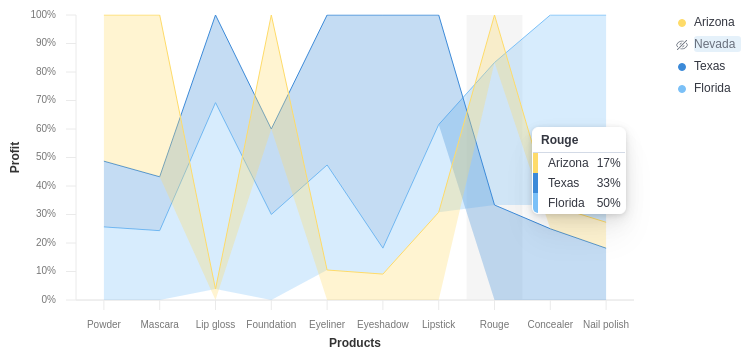 100%
90%
80%
70%
60%
50%
40%
30%
20%
10%
0%
Profit
Powder
Mascara
Lip gloss
Foundation
Eyeliner
Eyeshadow
Lipstick
Rouge
Concealer
Nail polish
Products
Rouge
Arizona 17%
Texas 33%
Florida 50%
Arizona
Nevada
Texas
Florida